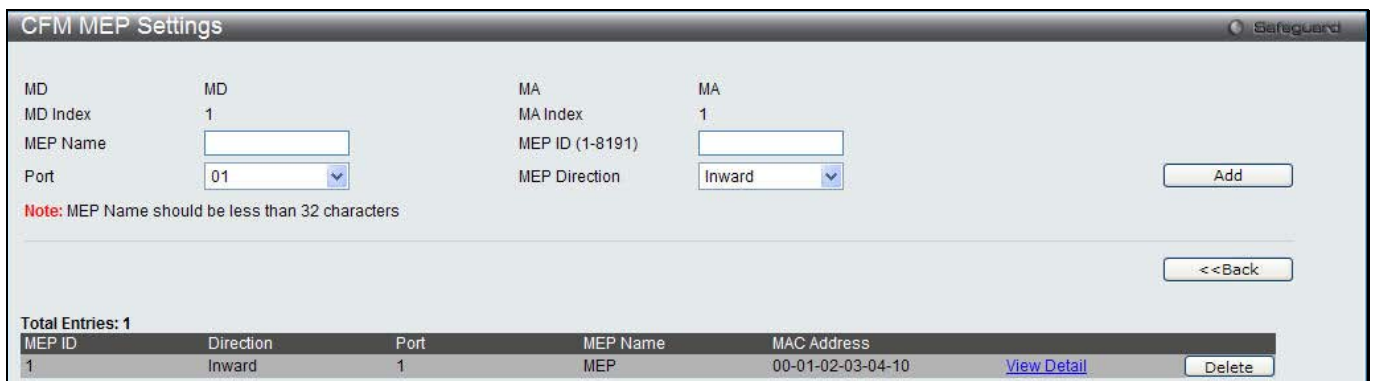 CFM MEP Settings
Safeguard
MD MD MA MA
MD Index 1 MA Index 1
MEP Name MEP ID (1-8191)
Port 01 MEP Direction Inward Add
Note: MEP Name should be less than 32 characters
<<Back
Total Entries: 1
MEP ID Direction Port MEP Name MAC Address
1 Inward 1 MEP 00-01-02-03-04-10 View Detail Delete